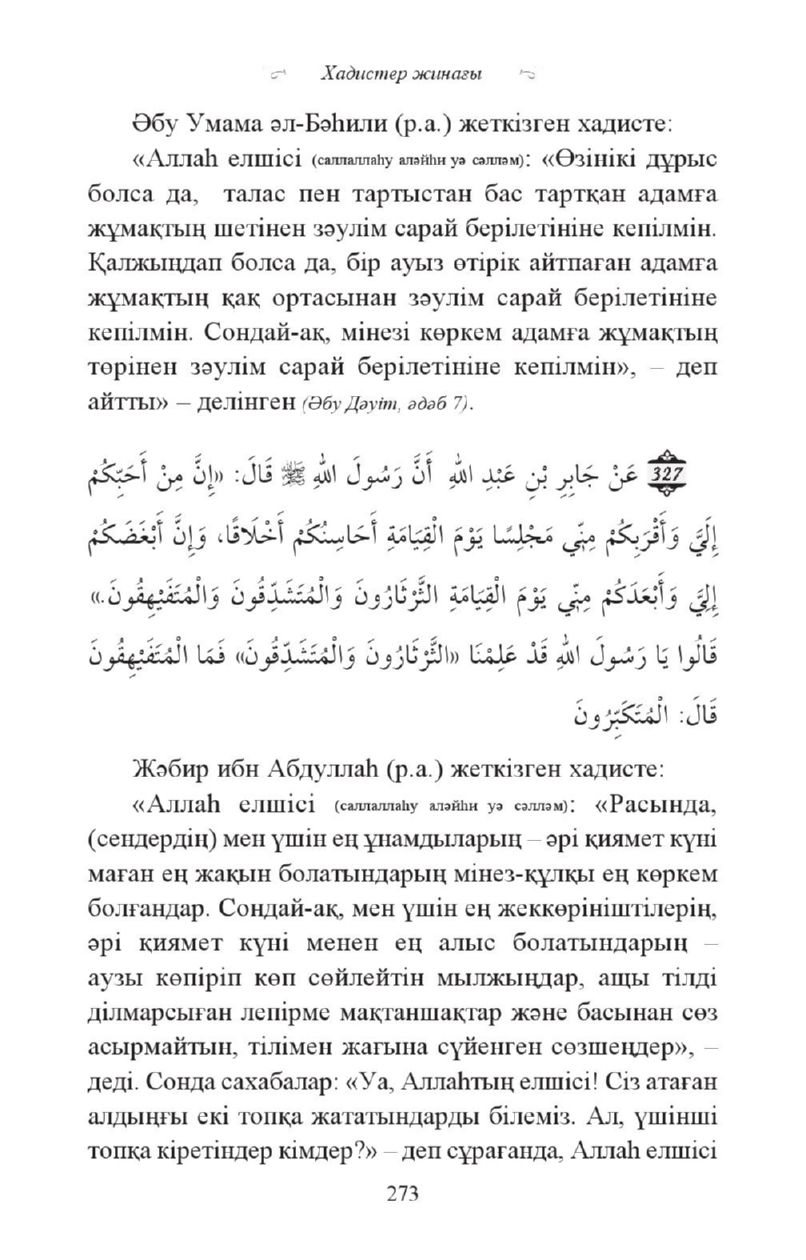 Хадистер жинағы
Әбу Умама әл-Бәһили (р.а.) жеткізген хадисте:
«Аллаһ елшісі (саллаллаһу аләйһи уә сәлләм): «Өзінікі дұрыс
болса да, талас пен тартыстан бас тартқан адамға
жұмақтың шетінен зәулім сарай берілетініне кепілмін.
Қалжыңдап болса да, бір ауыз өтірік айтпаған адамға
жұмақтың қақ ортасынан зәулім сарай берілетініне
кепілмін. Сондай-ақ, мінезі көркем адамға жұмақтың
төрінен зәулім сарай берілетініне кепілмін», – деп
айтты» – делінген (Әбу Дәуіт, әдәб 7).
327 عَنْ جَابِرِ بْنِ عَبْدِ اللهِ أَنَّ رَسُولَ اللهِ ﷺ قَالَ: «إِنَّ مِنْ أَحَبِّكُمْ
إِلَيَّ وَأَقْرَبِكُمْ مِنِّي مَجْلِسًا يَوْمَ الْقِيَامَةِ أَحَاسِنُكُمْ أَخْلَاقًا، وَإِنَّ أَبْغَضَكُمْ
إِلَيَّ وَأَبْعَدَكُمْ مِنِّي يَوْمَ الْقِيَامَةِ الثَّرْثَارُونَ وَالْمُتَشَدِّقُونَ وَالْمُتَفَيْهِقُونَ.»
قَالُوا يَا رَسُولَ اللهِ قَدْ عَلِمْنَا «الثَّرْثَارُونَ وَالْمُتَشَدِّقُونَ» فَمَا الْمُتَفَيْهِقُونَ
قَالَ: الْمُتَكَبِّرُونَ
Жәбир ибн Абдуллаһ (р.а.) жеткізген хадисте:
«Аллаһ елшісі (саллаллаһу аләйһи уә сәлләм): «Расында,
(сендердің) мен үшін ең ұнамдыларың – әрі қиямет күні
маған ең жақын болатындарың мінез-құлқы ең көркем
болғандар. Сондай-ақ, мен үшін ең жеккөрініштілерің,
әрі қиямет күні менен ең алыс болатындарың –
аузы көпіріп көп сөйлейтін мылжыңдар, ащы тілді
ділмарсыған лепірме мақтаншақтар және басынан сөз
асырмайтын, тілімен жағына сүйенген сөзшеңдер», –
деді. Сонда сахабалар: «Уа, Аллаһтың елшісі! Сіз атаған
алдыңғы екі топқа жататындарды білеміз. Ал, үшінші
топқа кіретіндер кімдер?» – деп сұрағанда, Аллаһ елшісі
273